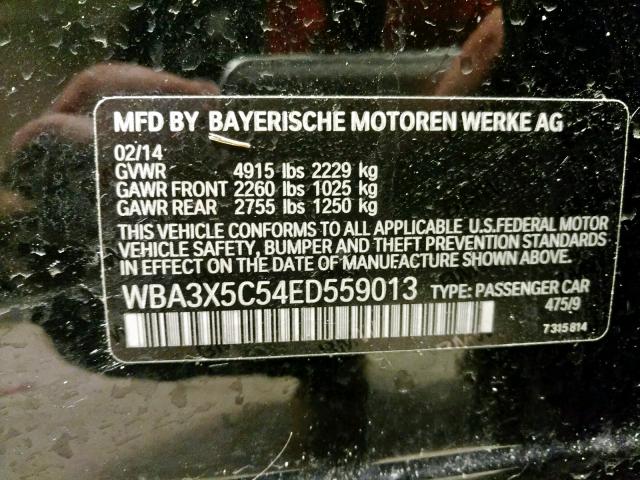 MFD BY BAYERISCHE MOTOREN WERKE AG
02/14
GVWR 4915 lbs 2229 kg
GAWR FRONT 2260 lbs 1025 kg
GAWR REAR 2755 lbs 1250 kg
THIS VEHICLE CONFORMS TO ALL APPLICABLE U.S.FEDERAL MOTOR
VEHICLE SAFETY, BUMPER AND THEFT PREVENTION STANDARDS
IN EFFECT ON THE DATE OF MANUFACTURE SHOWN ABOVE.
WBA3X5C54ED559013 TYPE: PASSENGER CAR
475/9
7315814